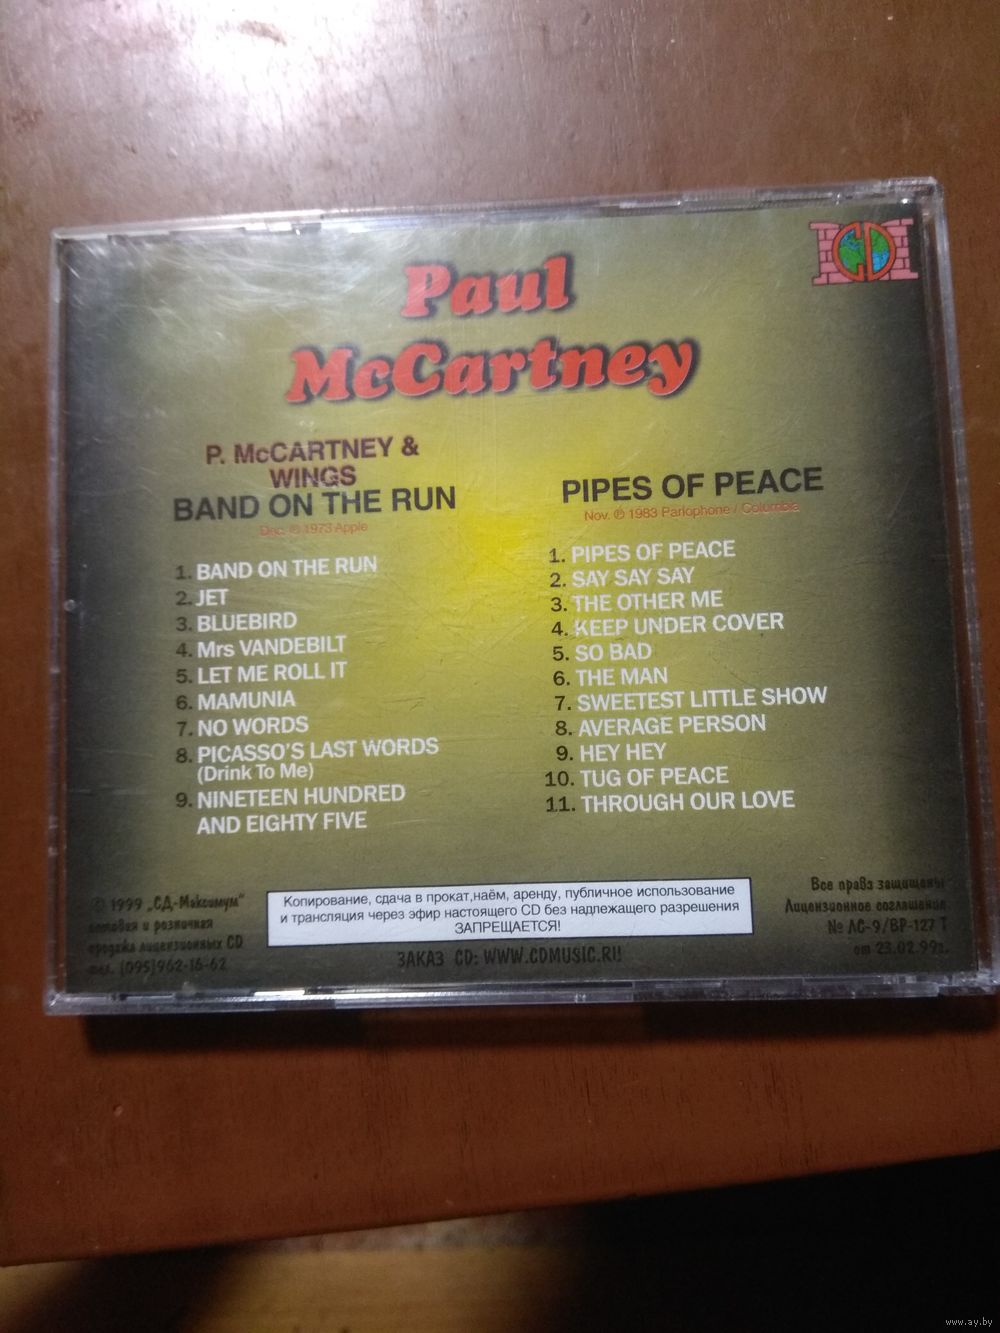 CD
Paul
McCartney
P. McCARTNEY &
WINGS
BAND ON THE RUN
Dec. ℗ 1973 Apple
1. BAND ON THE RUN
2. JET
3. BLUEBIRD
4. Mrs VANDEBILT
5. LET ME ROLL IT
6. MAMUNIA
7. NO WORDS
8. PICASSO'S LAST WORDS
(Drink To Me)
9. NINETEEN HUNDRED
AND EIGHTY FIVE
PIPES OF PEACE
Nov. ℗ 1983 Parlophone / Columbia
1. PIPES OF PEACE
2. SAY SAY SAY
3. THE OTHER ME
4. KEEP UNDER COVER
5. SO BAD
6. THE MAN
7. SWEETEST LITTLE SHOW
8. AVERAGE PERSON
9. HEY HEY
10. TUG OF PEACE
11. THROUGH OUR LOVE
© 1999 „СД-Максимум"
оптовая и розничная
продажа лицензионных CD
тел. (095)962-16-62
Копирование, сдача в прокат,наём, аренду, публичное использование
и трансляция через эфир настоящего CD без надлежащего разрешения
ЗАПРЕЩАЕТСЯ!
ЗАКАЗ CD: WWW.CDMUSIC.RU
Все права защищены
Лицензионное соглашение
№ ЛС-9/ВР-127 Т
от 23.02.99г.
www.ay.by